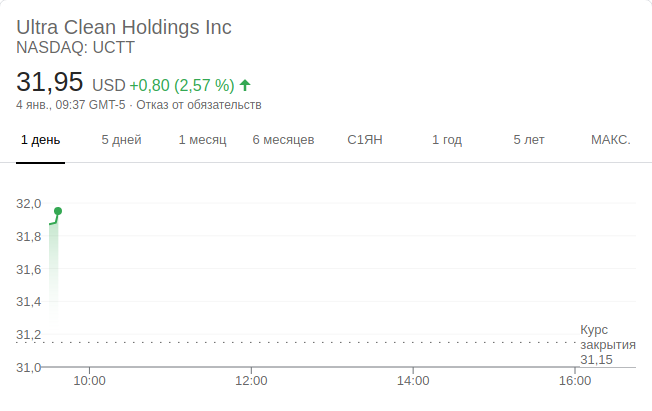 Ultra Clean Holdings Inc
NASDAQ: UCTT
31,95 USD +0,80 (2,57 %)
4 янв., 09:37 GMT-5 · Отказ от обязательств
1 день 5 дней 1 месяц 6 месяцев С1ЯН 1 год 5 лет МАКС.
32,0
31,8
31,6
31,4
31,2
31,0
Курс
закрытия
31,15
10:00 12:00 14:00 16:00